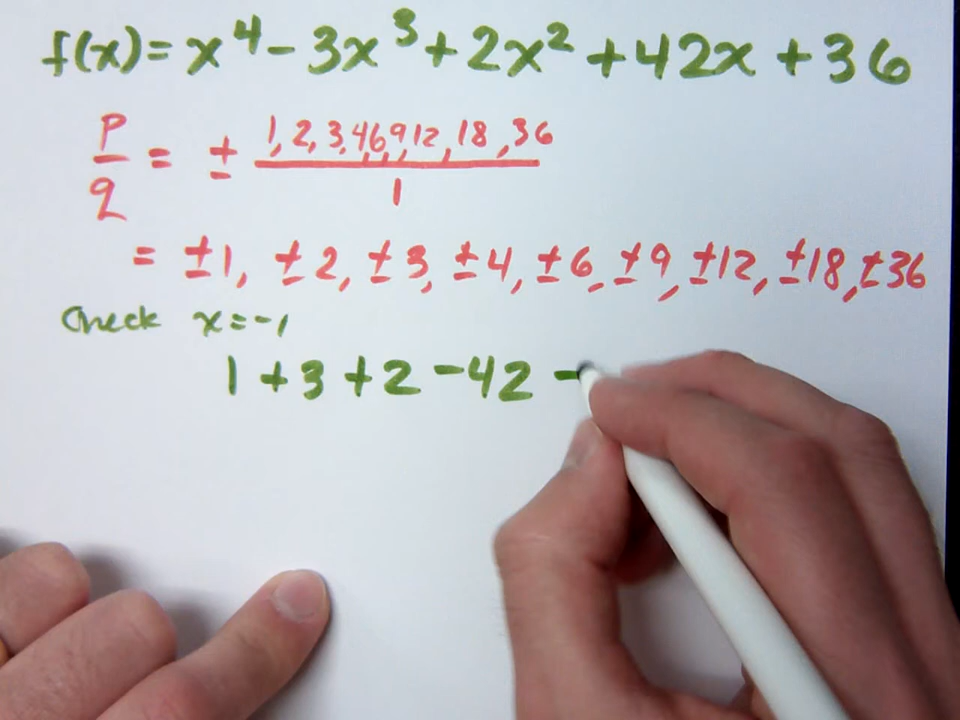 f(x) = x⁴ - 3x³ + 2x² + 42x + 36
p/q = ± 1, 2, 3, 4, 6, 9, 12, 18, 36 / 1
= ±1, ±2, ±3, ±4, ±6, ±9, ±12, ±18, ±36
Check x = -1
1 + 3 + 2 - 42 -